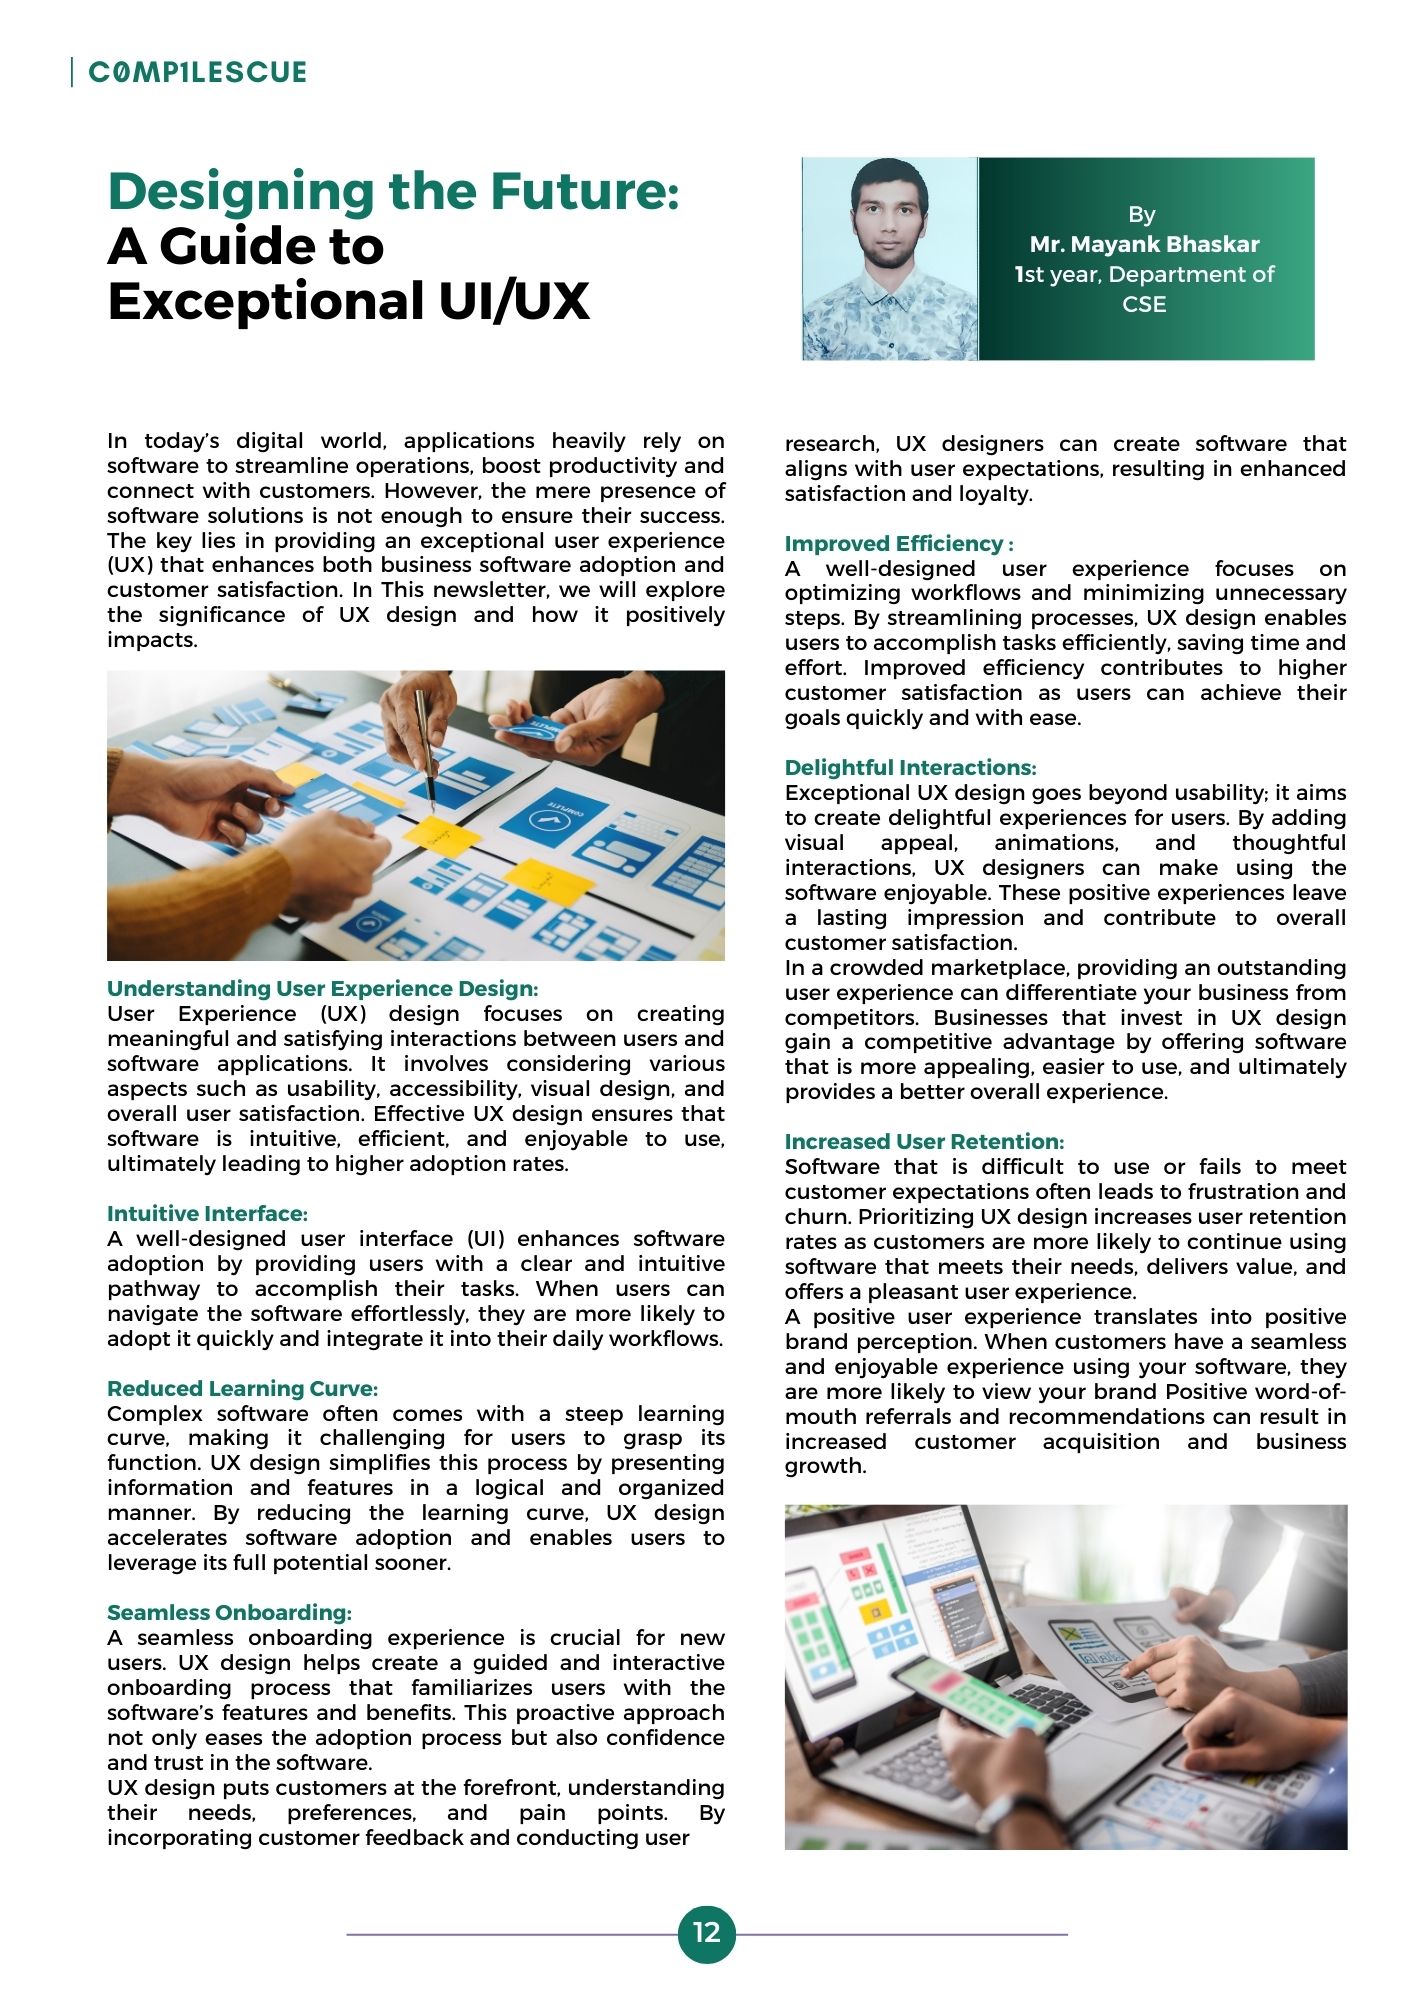 C0MP1LESCUE
Designing the Future:
A Guide to
Exceptional UI/UX
By
Mr. Mayank Bhaskar
1st year, Department of
CSE
In today’s digital world, applications heavily rely on
software to streamline operations, boost productivity and
connect with customers. However, the mere presence of
software solutions is not enough to ensure their success.
The key lies in providing an exceptional user experience
(UX) that enhances both business software adoption and
customer satisfaction. In This newsletter, we will explore
the significance of UX design and how it positively
impacts.
COMPLETE
Understanding User Experience Design:
User Experience (UX) design focuses on creating
meaningful and satisfying interactions between users and
software applications. It involves considering various
aspects such as usability, accessibility, visual design, and
overall user satisfaction. Effective UX design ensures that
software is intuitive, efficient, and enjoyable to use,
ultimately leading to higher adoption rates.
Intuitive Interface:
A well-designed user interface (UI) enhances software
adoption by providing users with a clear and intuitive
pathway to accomplish their tasks. When users can
navigate the software effortlessly, they are more likely to
adopt it quickly and integrate it into their daily workflows.
Reduced Learning Curve:
Complex software often comes with a steep learning
curve, making it challenging for users to grasp its
function. UX design simplifies this process by presenting
information and features in a logical and organized
manner. By reducing the learning curve, UX design
accelerates software adoption and enables users to
leverage its full potential sooner.
Seamless Onboarding:
A seamless onboarding experience is crucial for new
users. UX design helps create a guided and interactive
onboarding process that familiarizes users with the
software’s features and benefits. This proactive approach
not only eases the adoption process but also confidence
and trust in the software.
UX design puts customers at the forefront, understanding
their needs, preferences, and pain points. By
incorporating customer feedback and conducting user
research, UX designers can create software that
aligns with user expectations, resulting in enhanced
satisfaction and loyalty.
Improved Efficiency :
A well-designed user experience focuses on
optimizing workflows and minimizing unnecessary
steps. By streamlining processes, UX design enables
users to accomplish tasks efficiently, saving time and
effort. Improved efficiency contributes to higher
customer satisfaction as users can achieve their
goals quickly and with ease.
Delightful Interactions:
Exceptional UX design goes beyond usability; it aims
to create delightful experiences for users. By adding
visual appeal, animations, and thoughtful
interactions, UX designers can make using the
software enjoyable. These positive experiences leave
a lasting impression and contribute to overall
customer satisfaction.
In a crowded marketplace, providing an outstanding
user experience can differentiate your business from
competitors. Businesses that invest in UX design
gain a competitive advantage by offering software
that is more appealing, easier to use, and ultimately
provides a better overall experience.
Increased User Retention:
Software that is difficult to use or fails to meet
customer expectations often leads to frustration and
churn. Prioritizing UX design increases user retention
rates as customers are more likely to continue using
software that meets their needs, delivers value, and
offers a pleasant user experience.
A positive user experience translates into positive
brand perception. When customers have a seamless
and enjoyable experience using your software, they
are more likely to view your brand Positive word-of-
mouth referrals and recommendations can result in
increased customer acquisition and business
growth.
12